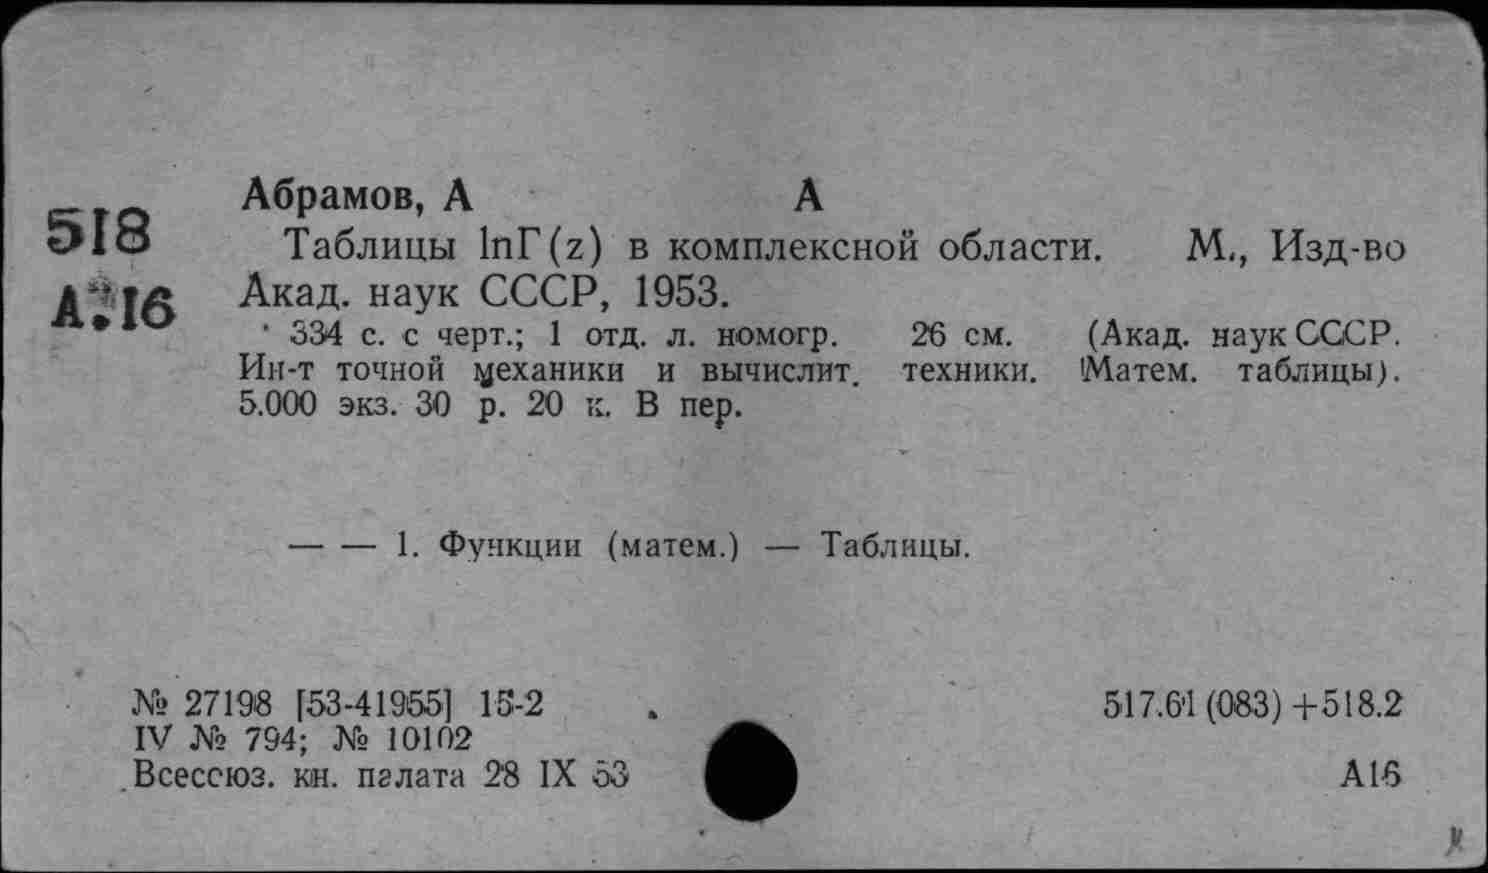 518
А.16
Абрамов, А А
Таблицы lnГ(z) в комплексной области. М., Изд-во
Акад. наук СССР, 1953.
334 с. с черт.; 1 отд. л. номогр. 26 см. (Акад. наук СССР.
Ин-т точной механики и вычислит. техники. Матем. таблицы).
5.000 экз. 30 р. 20 к. В пер.
— — 1. Функции (матем.) — Таблицы.
№ 27198 [53-41955] 15-2
517.61 (083) +518.2
IV № 794; № 10102
Всесоюз. кн. палата 28 IX 53
А16